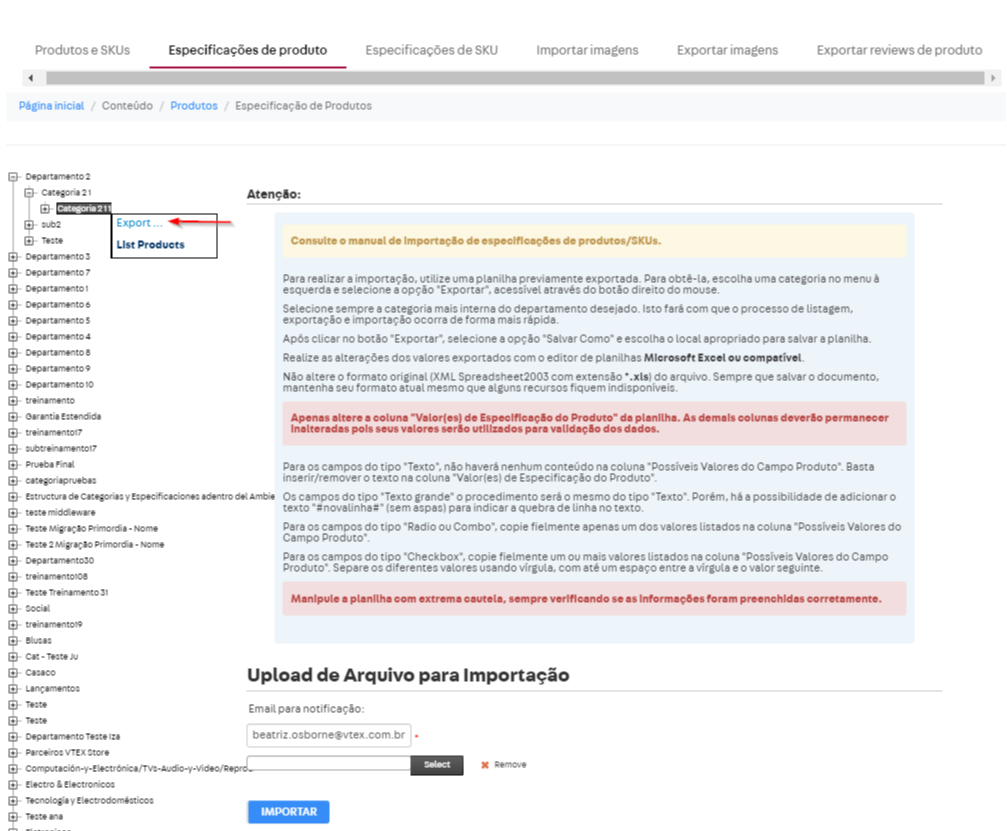 Produtos e SKUs Especificações de produto Especificações de SKU Importar imagens Exportar imagens Exportar reviews de produto
Página inicial / Conteúdo / Produtos / Especificação de Produtos
Departamento 2
Categoria 21
Categoria 211
sub2
Teste
Departamento 3
Departamento 7
Departamento 1
Departamento 6
Departamento 5
Departamento 4
Departamento 8
Departamento 9
Departamento 10
treinamento
Garantia Estendida
treinamento17
subtreinamento17
Prueba Final
categoriapruebas
Estructura de Categorias y Especificaciones adentro del Ambie
teste middleware
Teste Migração Primordia - Nome
Teste 2 Migração Primordia - Nome
Departamento30
treinamento108
Teste Treinamento 31
Social
treinamento19
Blusas
Cat - Teste Ju
Casaco
Lançamentos
Teste
Teste
Departamento Teste Iza
Parceiros VTEX Store
Computación-y-Electrónica/TVs-Audio-y-Video/Reprod
Electro & Electronicos
Tecnología y Electrodomésticos
Teste ana
Export ...
List Products
Atenção:
Consulte o manual de importação de especificações de produtos/SKUs.
Para realizar a importação, utilize uma planilha previamente exportada. Para obtê-la, escolha uma categoria no menu à
esquerda e selecione a opção "Exportar", acessível através do botão direito do mouse.
Selecione sempre a categoria mais interna do departamento desejado. Isto fará com que o processo de listagem,
exportação e importação ocorra de forma mais rápida.
Após clicar no botão "Exportar", selecione a opção "Salvar Como" e escolha o local apropriado para salvar a planilha.
Realize as alterações dos valores exportados com o editor de planilhas Microsoft Excel ou compatível.
Não altere o formato original (XML Spreadsheet2003 com extensão *.xls) do arquivo. Sempre que salvar o documento,
mantenha seu formato atual mesmo que alguns recursos fiquem indisponíveis.
Apenas altere a coluna "Valor(es) de Especificação do Produto" da planilha. As demais colunas deverão permanecer
inalteradas pois seus valores serão utilizados para validação dos dados.
Para os campos do tipo "Texto", não haverá nenhum conteúdo na coluna "Possíveis Valores do Campo Produto". Basta
inserir/remover o texto na coluna "Valor(es) de Especificação do Produto".
Os campos do tipo "Texto grande" o procedimento será o mesmo do tipo "Texto". Porém, há a possibilidade de adicionar o
texto "#novalinha#" (sem aspas) para indicar a quebra de linha no texto.
Para os campos do tipo "Radio ou Combo", copie fielmente apenas um dos valores listados na coluna "Possíveis Valores do
Campo Produto".
Para os campos do tipo "Checkbox", copie fielmente um ou mais valores listados na coluna "Possíveis Valores do Campo
Produto". Separe os diferentes valores usando vírgula, com até um espaço entre a vírgula e o valor seguinte.
Manipule a planilha com extrema cautela, sempre verificando se as informações foram preenchidas corretamente.
Upload de Arquivo para Importação
Email para notificação:
beatriz.osborne@vtex.com.br *
Select Remove
IMPORTAR